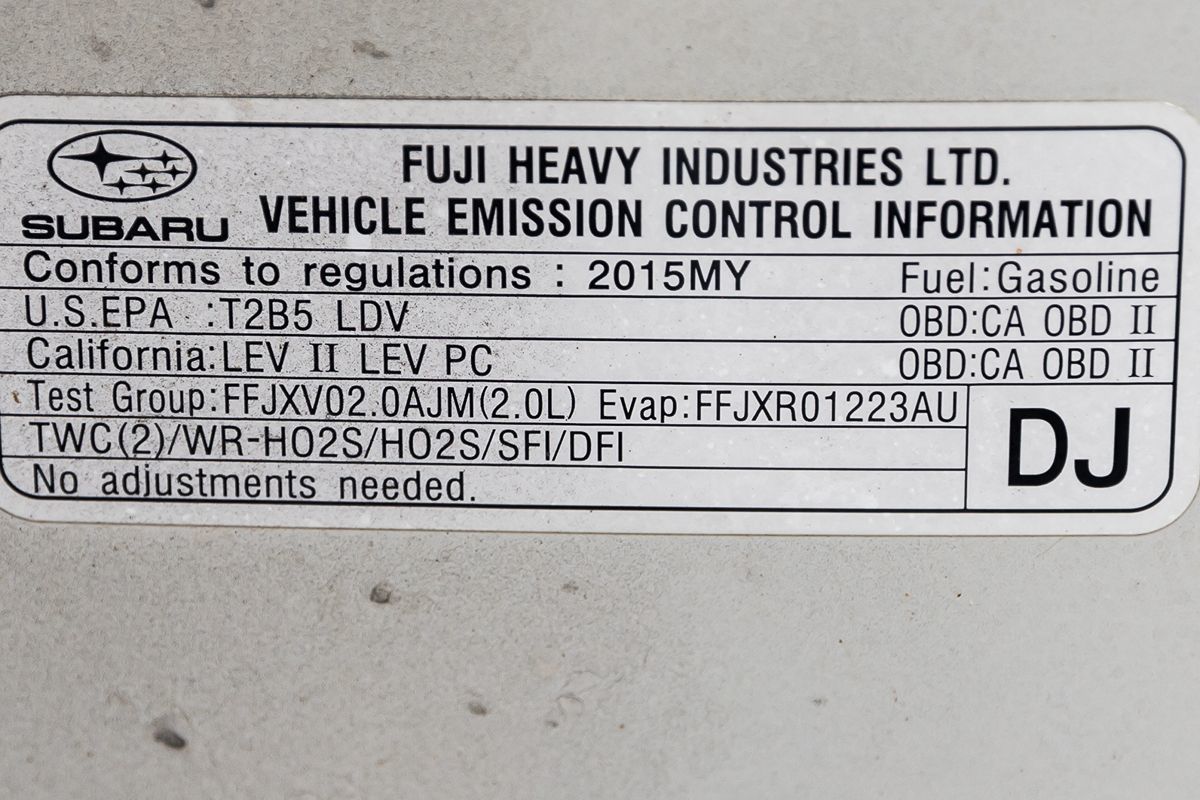 FUJI HEAVY INDUSTRIES LTD.
SUBARU VEHICLE EMISSION CONTROL INFORMATION
Conforms to regulations : 2015MY Fuel:Gasoline
U.S.EPA :T2B5 LDV OBD:CA OBD II
California:LEV II LEV PC OBD:CA OBD II
Test Group:FFJXV02.0AJM(2.0L) Evap:FFJXR01223AU
TWC(2)/WR-HO2S/HO2S/SFI/DFI
DJ
No adjustments needed.